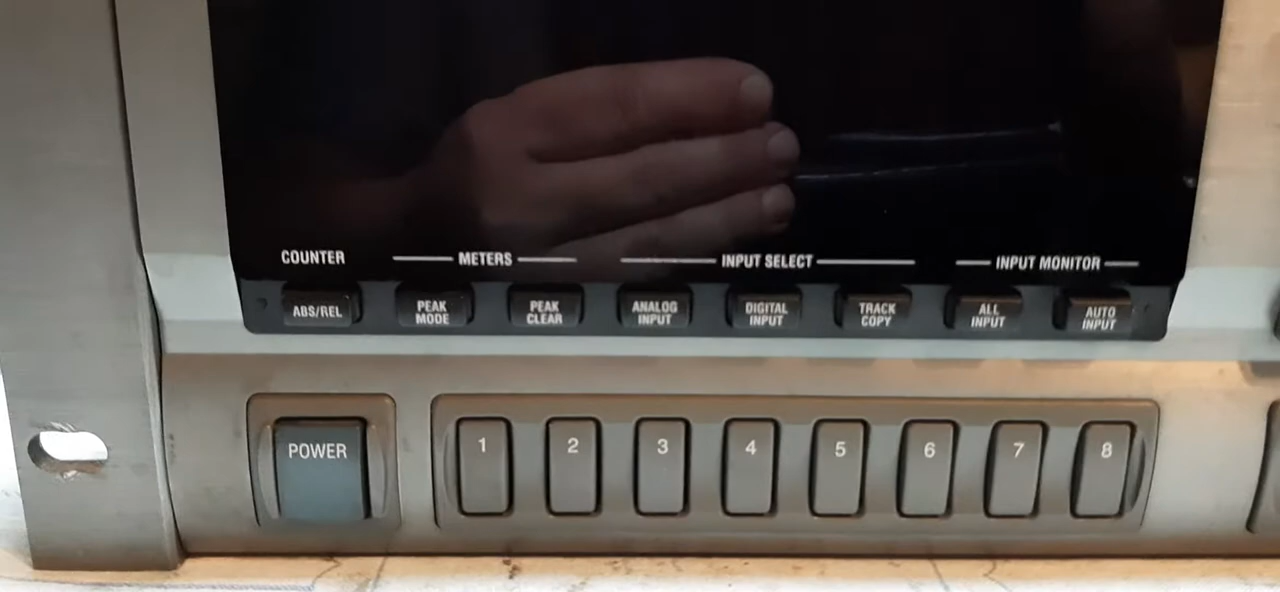 COUNTER METERS INPUT SELECT INPUT MONITOR
ABS/REL PEAK MODE PEAK CLEAR ANALOG INPUT DIGITAL INPUT TRACK COPY ALL INPUT AUTO INPUT
POWER 1 2 3 4 5 6 7 8